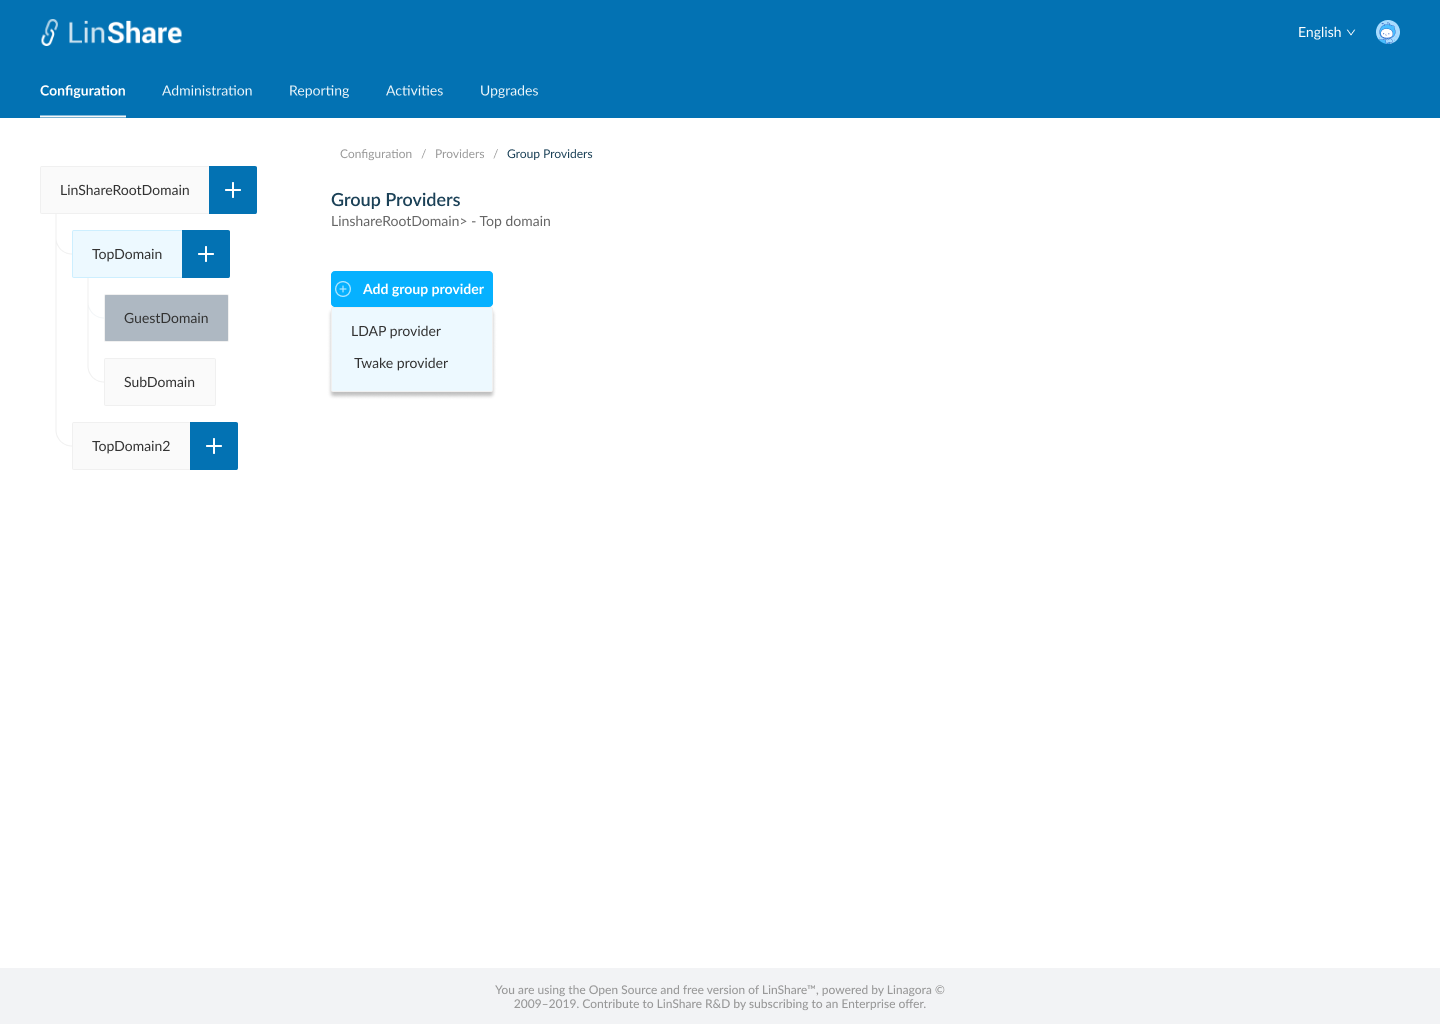 LinShare
English
Configuration
Administration
Reporting
Activities
Upgrades
Configuration / Providers / Group Providers
LinShareRootDomain
TopDomain
GuestDomain
SubDomain
TopDomain2
Group Providers
LinshareRootDomain> - Top domain
Add group provider
LDAP provider
Twake provider
You are using the Open Source and free version of LinShare™, powered by Linagora ©
2009–2019. Contribute to LinShare R&D by subscribing to an Enterprise offer.